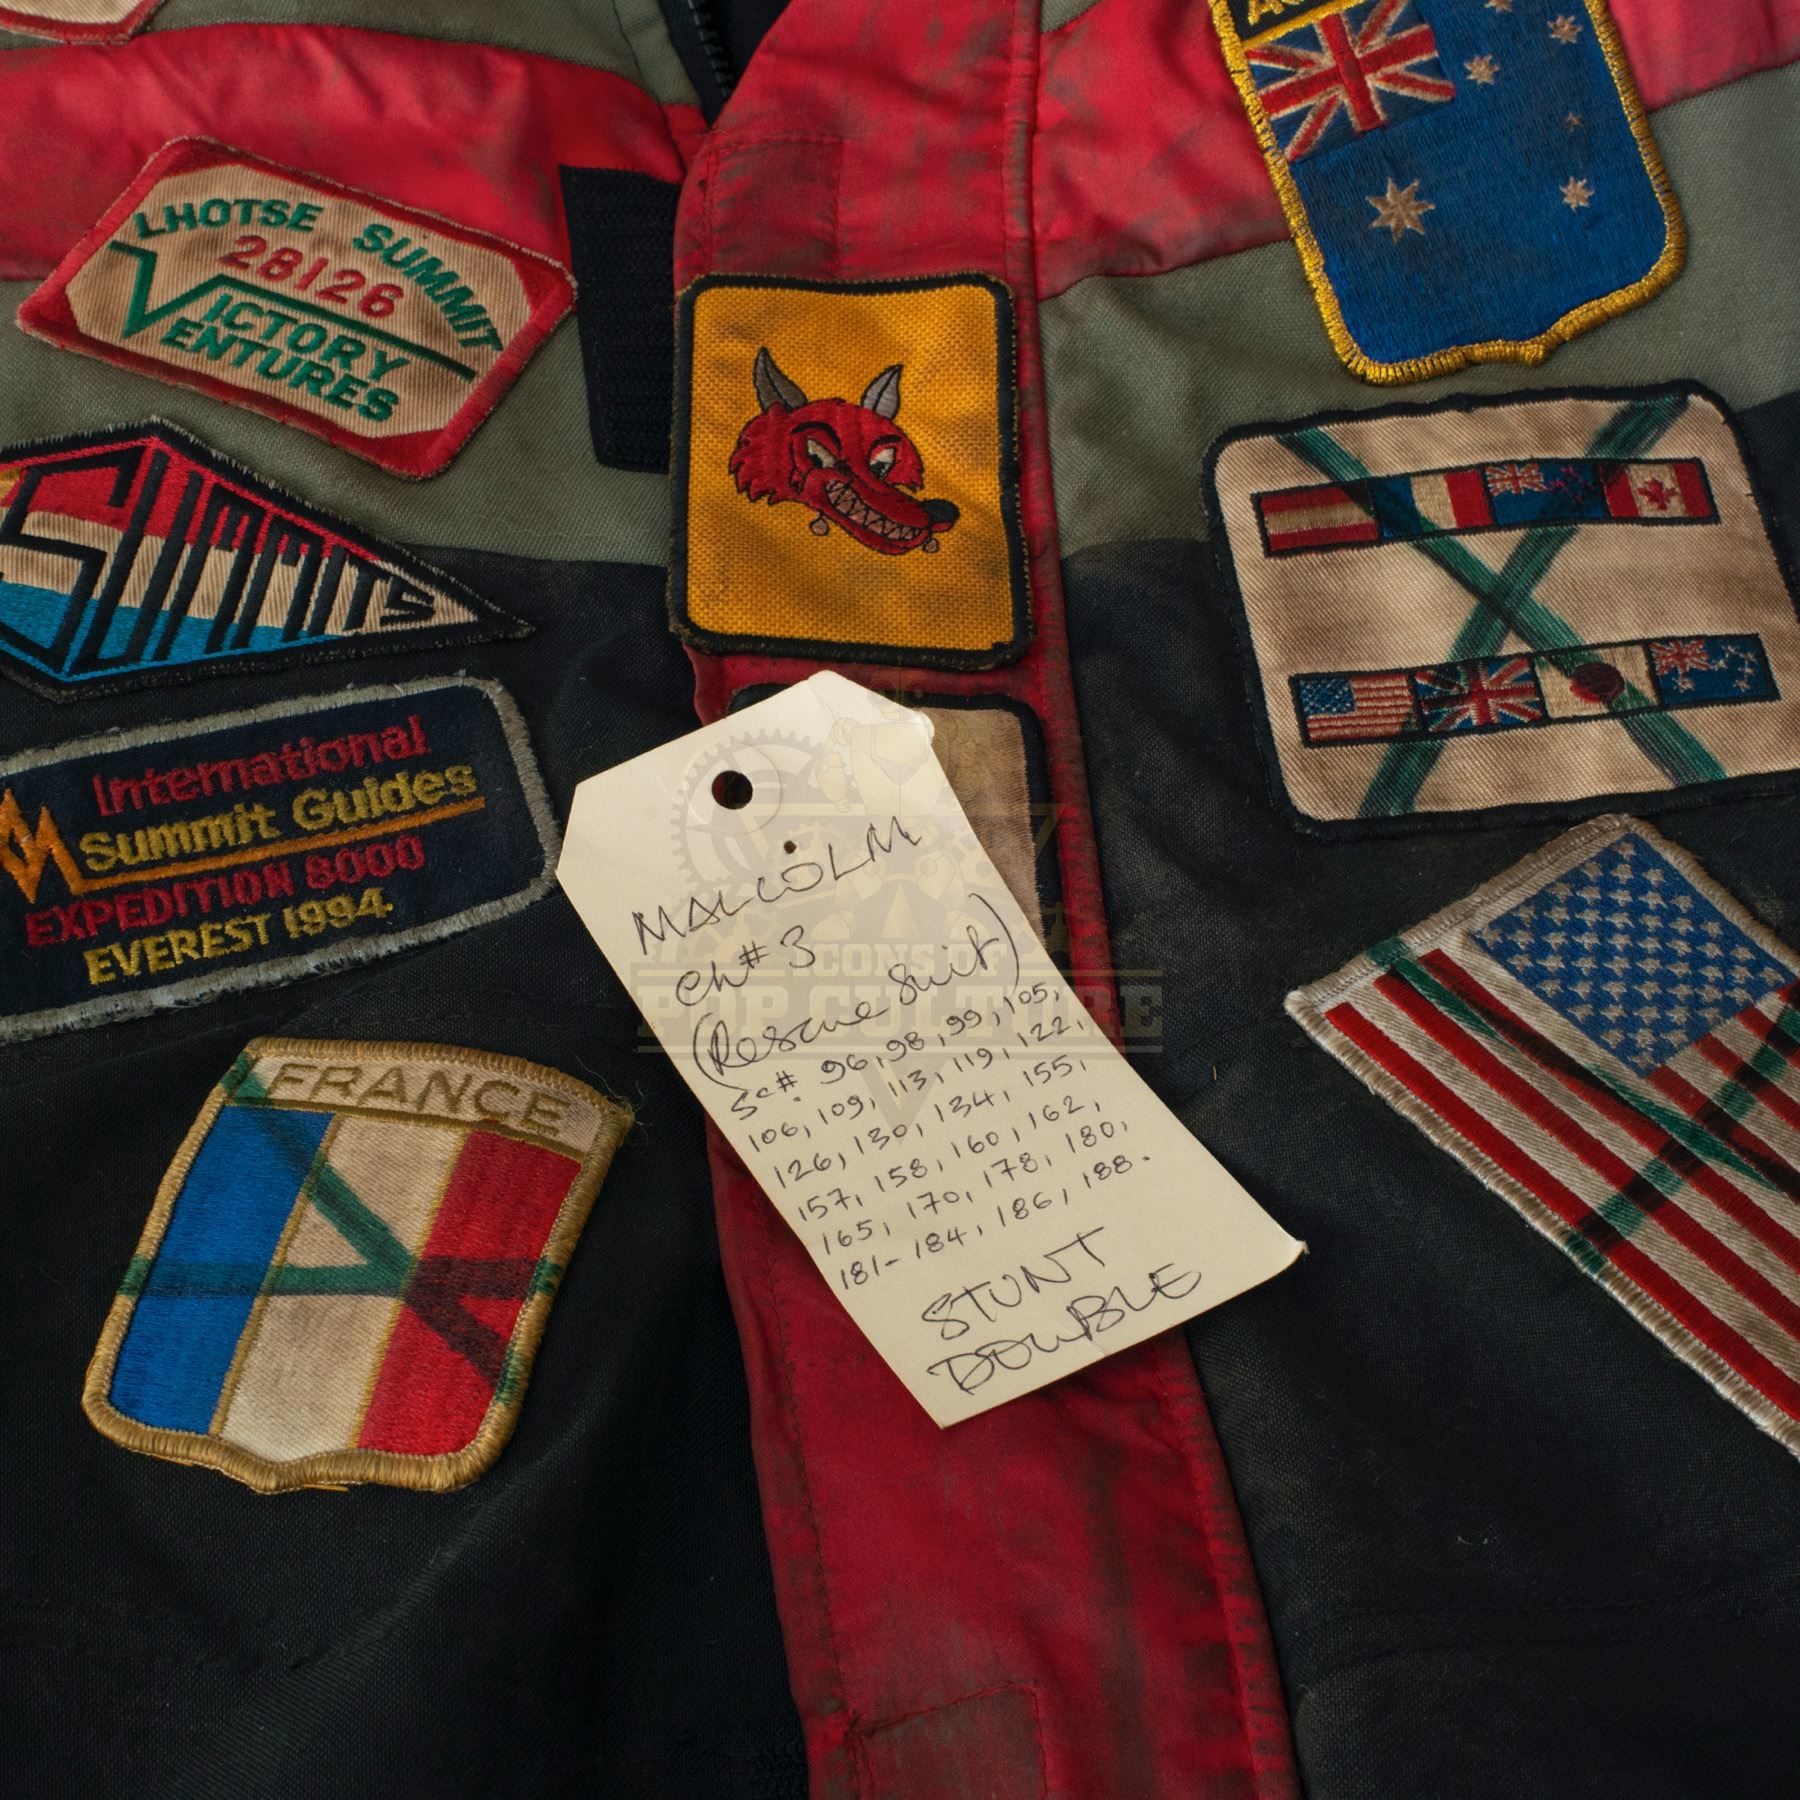 AU
LHOTSE SUMMIT
28126
VICTORY
VENTURES
SUMMITS
International
Summit Guides
EXPEDITION 8000
EVEREST 1994.
FRANCE
MALCOLM
Ch# 3
(Rescue Suit)
Sc#. 96, 98, 99, 105,
106, 109, 113, 119, 122,
126, 130, 134, 155,
157, 158, 160, 162,
165, 170, 178, 180,
181-184, 186, 188.
STUNT
DOUBLE
ICONS OF
POP CULTURE